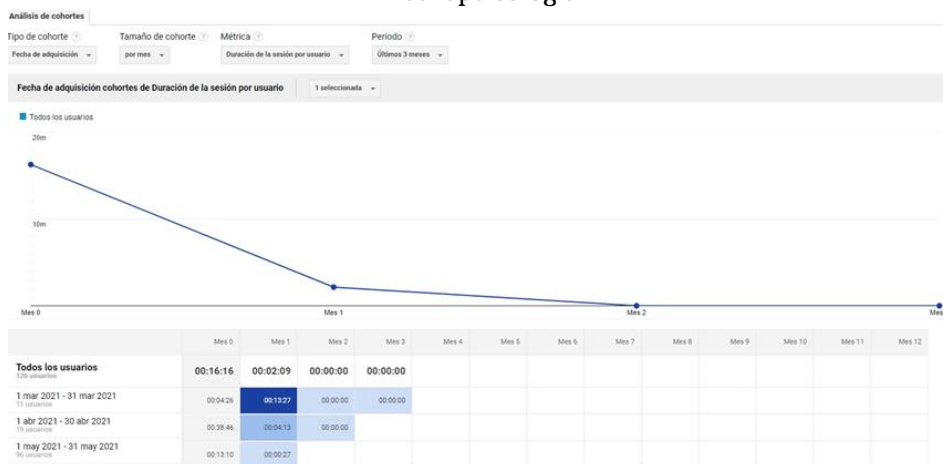 Análisis de cohortes
Tipo de cohorte ? Tamaño de cohorte ? Métrica ? Periodo ?
Fecha de adquisición por mes Duración de la sesión por usuario Últimos 3 meses
Fecha de adquisición cohortes de Duración de la sesión por usuario 1 seleccionada
Todos los usuarios
20m
10m
Mes 0 Mes 1 Mes 2 Mes
Mes 0 Mes 1 Mes 2 Mes 3 Mes 4 Mes 5 Mes 6 Mes 7 Mes 8 Mes 9 Mes 10 Mes 11 Mes 12
Todos los usuarios 00:16:16 00:02:09 00:00:00 00:00:00
126 usuarios
1 mar 2021 - 31 mar 2021 00:04:26 00:13:27 00:00:00 00:00:00
11 usuarios
1 abr 2021 - 30 abr 2021 00:38:46 00:04:13 00:00:00
19 usuarios
1 may 2021 - 31 may 2021 00:13:10 00:00:27
96 usuarios